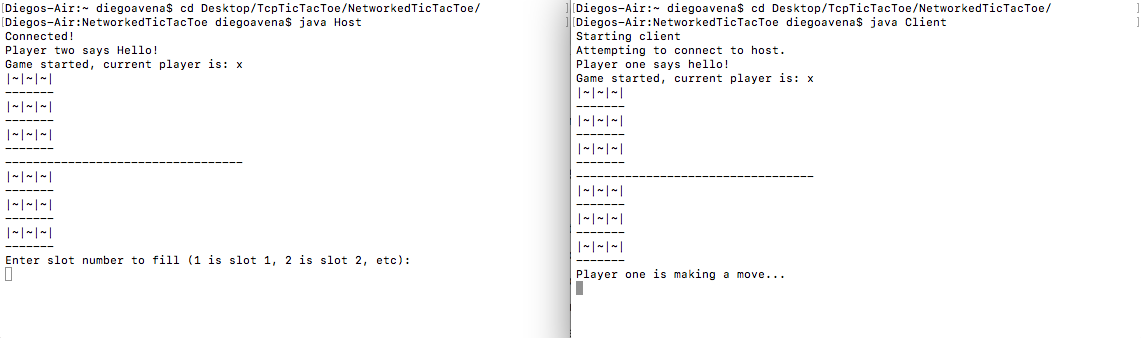 [Diegos-Air:~ diegoavena$ cd Desktop/TcpTicTacToe/NetworkedTicTacToe/ ]
[Diegos-Air:NetworkedTicTacToe diegoavena$ java Host ]
Connected!
Player two says Hello!
Game started, current player is: x
|~|~|~|
-------
|~|~|~|
-------
|~|~|~|
-------
----------------------------------
|~|~|~|
-------
|~|~|~|
-------
|~|~|~|
-------
Enter slot number to fill (1 is slot 1, 2 is slot 2, etc):
[Diegos-Air:~ diegoavena$ cd Desktop/TcpTicTacToe/NetworkedTicTacToe/ ]
[Diegos-Air:NetworkedTicTacToe diegoavena$ java Client ]
Starting client
Attempting to connect to host.
Player one says hello!
Game started, current player is: x
|~|~|~|
-------
|~|~|~|
-------
|~|~|~|
-------
----------------------------------
|~|~|~|
-------
|~|~|~|
-------
|~|~|~|
-------
Player one is making a move...